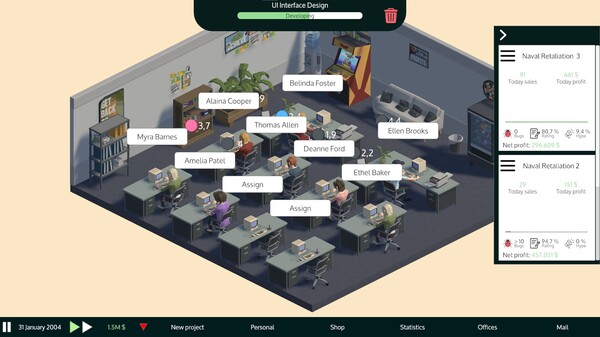 UI Interface Design
Developing
Belinda Foster
Alaina Cooper
9
3,7
Thomas Allen
4,4
Myra Barnes
1,9
Ellen Brooks
Deanne Ford
Amelia Patel
2,2
Ethel Baker
Assign
Assign
Naval Retaliation 3
91
Today sales
661 $
Today profit
0
Bugs
80,7 %
Rating
9,4 %
Hype
Net profit: 296 609 $
Naval Retaliation 2
29
Today sales
151 $
Today profit
≥10
Bugs
94,7 %
Rating
0 %
Hype
Net profit: 457 031 $
31 January 2004
1.5M $
New project
Personal
Shop
Statistics
Offices
Mail